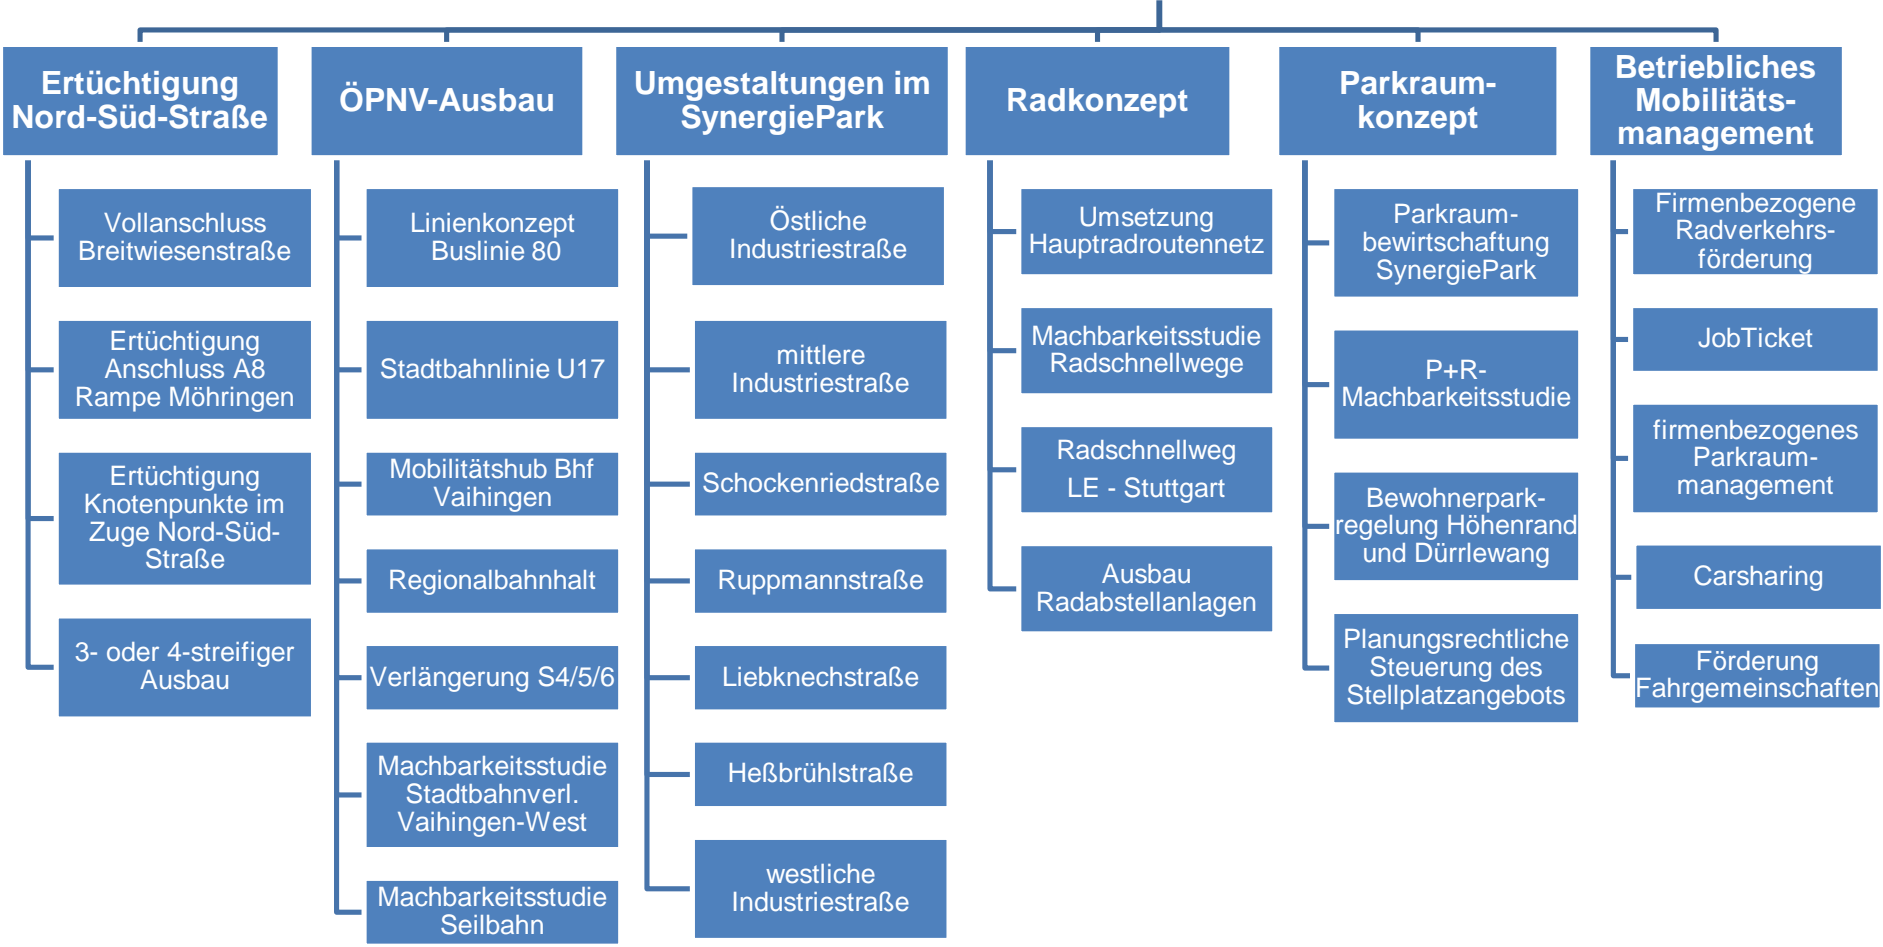 Ertüchtigung
Nord-Süd-Straße
Vollanschluss
Breitwiesenstraße
Ertüchtigung
Anschluss A8
Rampe Möhringen
Ertüchtigung
Knotenpunkte im
Zuge Nord-Süd-
Straße
3- oder 4-streifiger
Ausbau
ÖPNV-Ausbau
Linienkonzept
Buslinie 80
Stadtbahnlinie U17
Mobilitätshub Bhf
Vaihingen
Regionalbahnhalt
Verlängerung S4/5/6
Machbarkeitsstudie
Stadtbahnverl.
Vaihingen-West
Machbarkeitsstudie
Seilbahn
Umgestaltungen im
SynergiePark
Östliche
Industriestraße
mittlere
Industriestraße
Schockenriedstraße
Ruppmannstraße
Liebknechstraße
Heßbrühlstraße
westliche
Industriestraße
Radkonzept
Umsetzung
Hauptradroutennetz
Machbarkeitsstudie
Radschnellwege
Radschnellweg
LE - Stuttgart
Ausbau
Radabstellanlagen
Parkraum-
konzept
Parkraum-
bewirtschaftung
SynergiePark
P+R-
Machbarkeitsstudie
Bewohnerpark-
regelung Höhenrand
und Dürrlewang
Planungsrechtliche
Steuerung des
Stellplatzangebots
Betriebliches
Mobilitäts-
management
Firmenbezogene
Radverkehrs-
förderung
JobTicket
firmenbezogenes
Parkraum-
management
Carsharing
Förderung
Fahrgemeinschaften